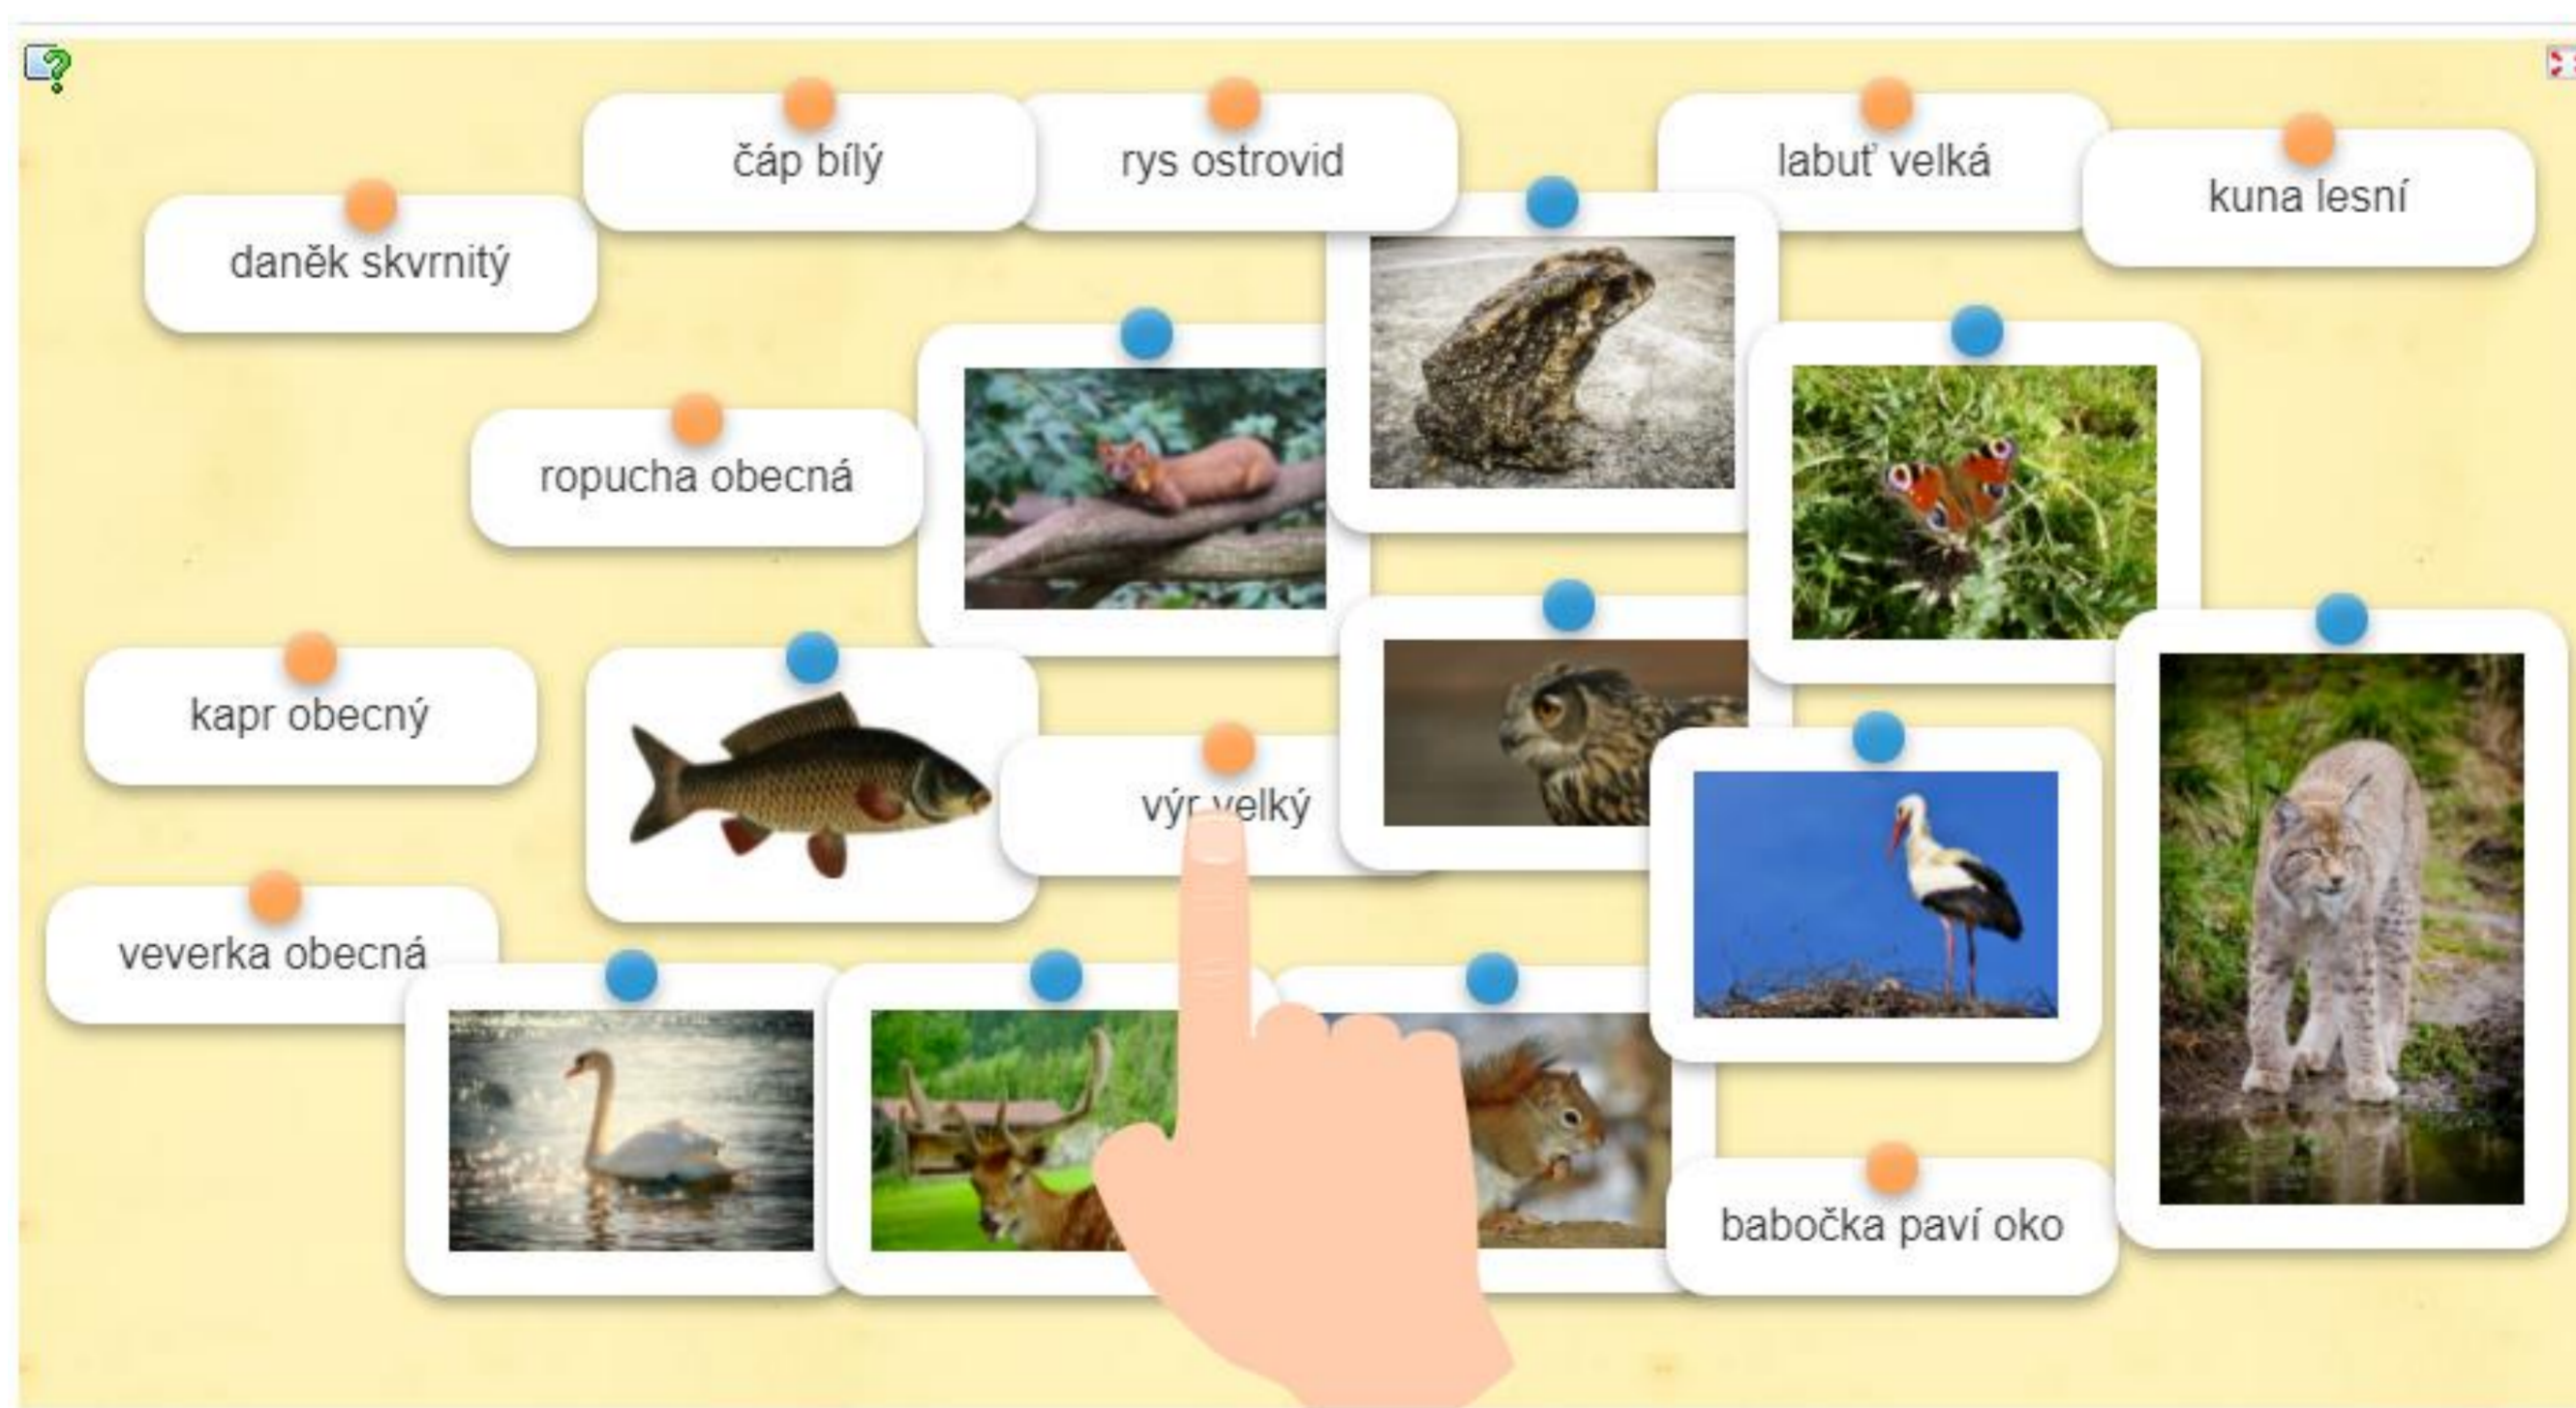 čáp bílý
rys ostrovid
labuť velká
kuna lesní
daněk skvrnitý
ropucha obecná
kapr obecný
výr velký
veverka obecná
babočka paví oko